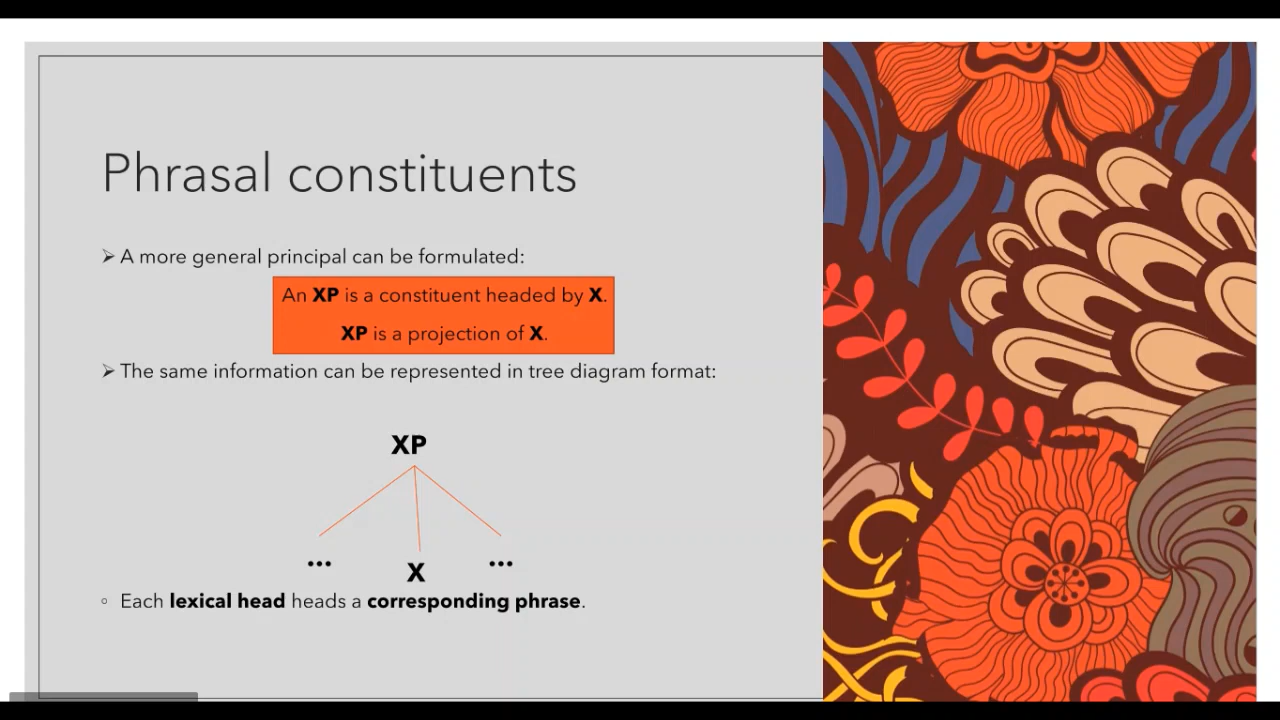 Phrasal constituents
➢ A more general principal can be formulated:
An XP is a constituent headed by X.
XP is a projection of X.
➢ The same information can be represented in tree diagram format:
XP
... X ...
◦ Each lexical head heads a corresponding phrase.